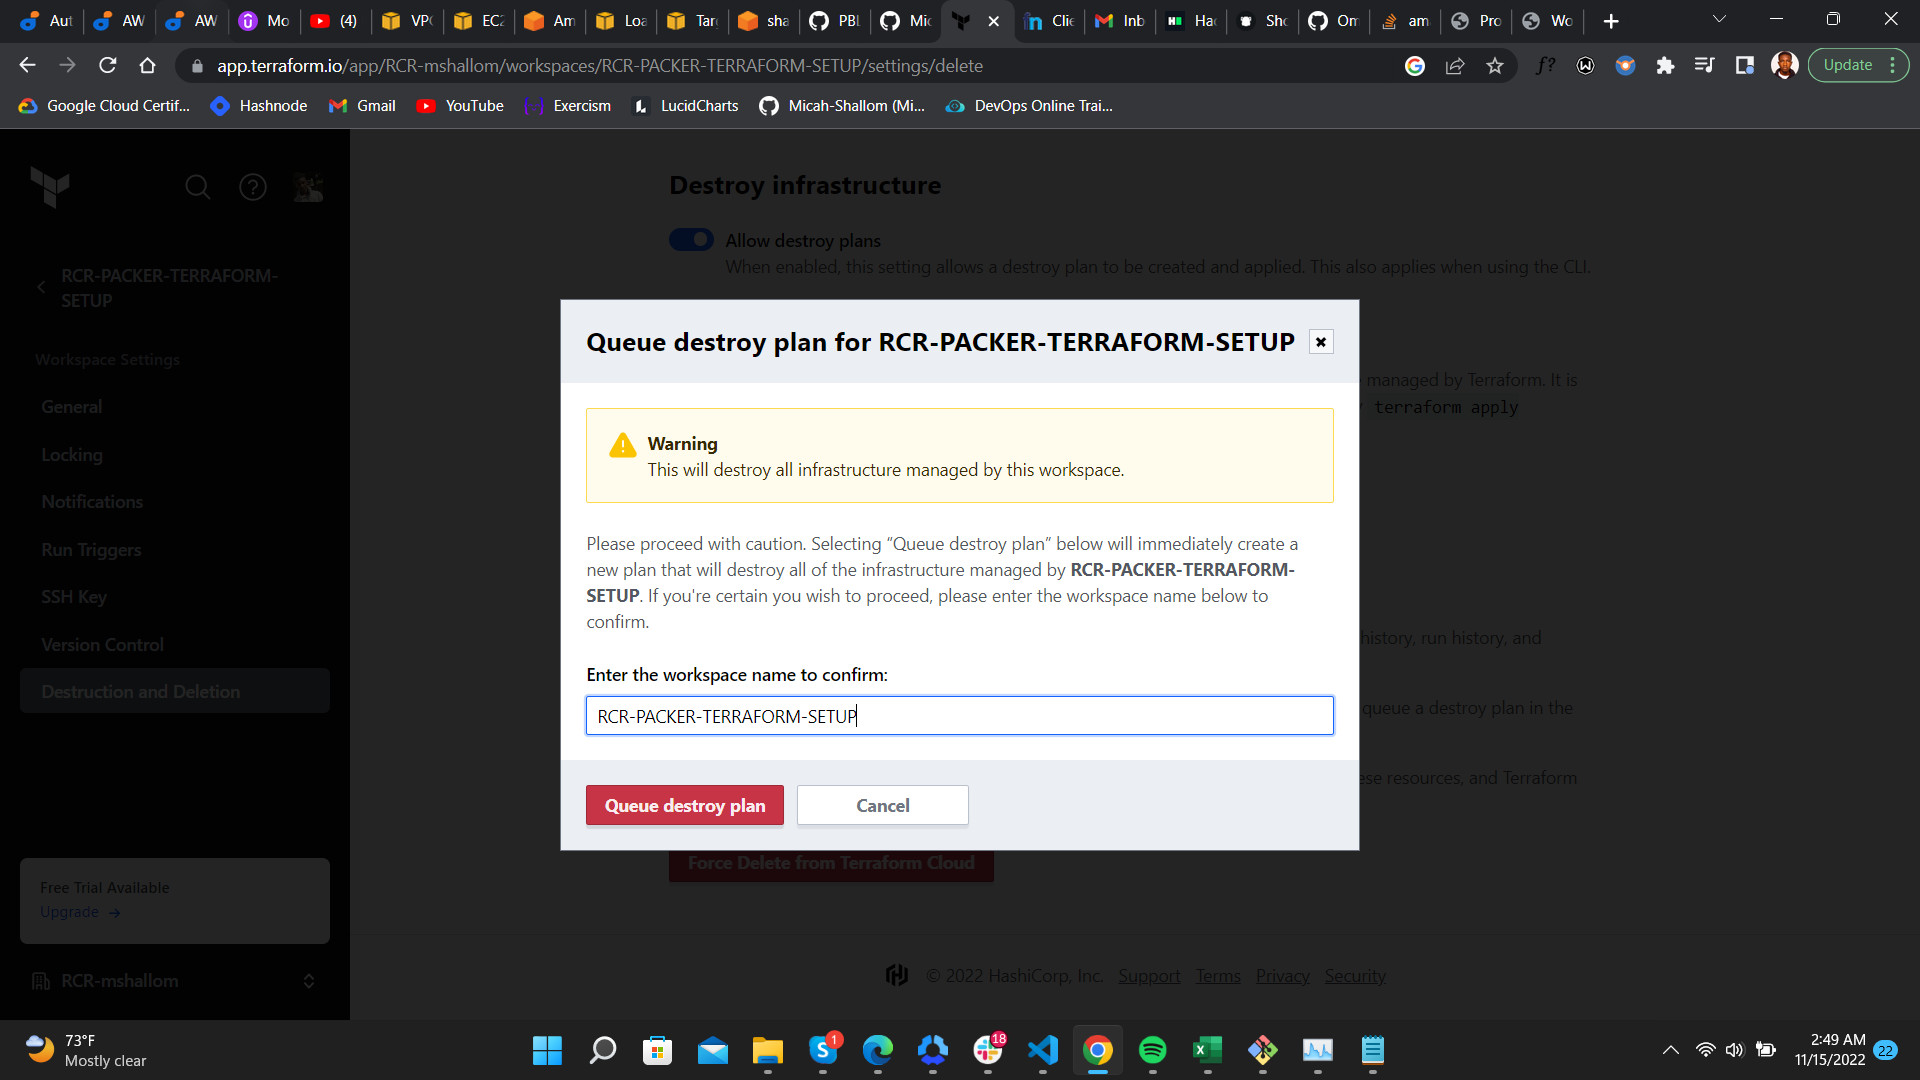 Aut
AW
AW
Mo
(4)
VPC
EC2
Am
Loa
Tar
sha
PBL
Mic
Clie
Inb
Hac
Sho
Om
am
Pro
Wo
app.terraform.io/app/RCR-mshallom/workspaces/RCR-PACKER-TERRAFORM-SETUP/settings/delete
f?
Update
Google Cloud Certif...
Hashnode
Gmail
YouTube
Exercism
LucidCharts
Micah-Shallom (Mi...
DevOps Online Trai...
RCR-PACKER-TERRAFORM-
SETUP
Workspace Settings
General
Locking
Notifications
Run Triggers
SSH Key
Version Control
Destruction and Deletion
Free Trial Available
Upgrade →
RCR-mshallom
Destroy infrastructure
Allow destroy plans
When enabled, this setting allows a destroy plan to be created and applied. This also applies when using the CLI.
managed by Terraform. It is
terraform apply
history, run history, and
queue a destroy plan in the
ese resources, and Terraform
Queue destroy plan for RCR-PACKER-TERRAFORM-SETUP
Warning
This will destroy all infrastructure managed by this workspace.
Please proceed with caution. Selecting “Queue destroy plan” below will immediately create a
new plan that will destroy all of the infrastructure managed by RCR-PACKER-TERRAFORM-
SETUP. If you're certain you wish to proceed, please enter the workspace name below to
confirm.
Enter the workspace name to confirm:
RCR-PACKER-TERRAFORM-SETUP
Queue destroy plan
Cancel
Force Delete from Terraform Cloud
© 2022 HashiCorp, Inc.
Support
Terms
Privacy
Security
73°F
Mostly clear
1
18
2:49 AM
11/15/2022
22